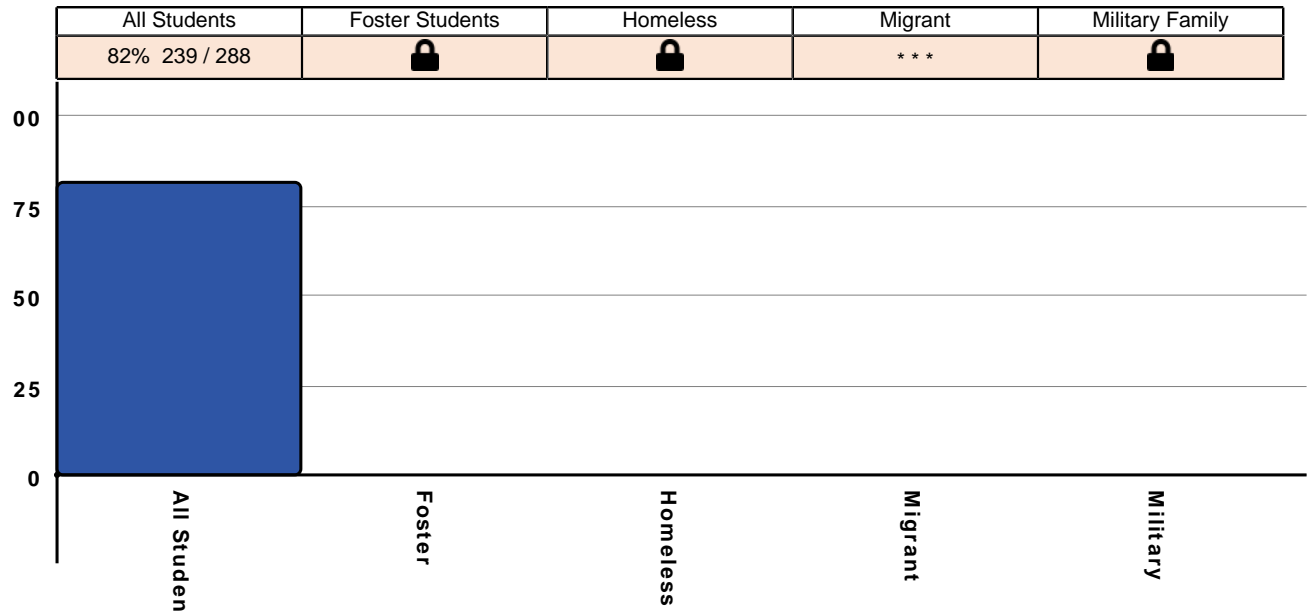 All Students Foster Students Homeless Migrant Military Family
82% 239 / 288 * * *
00
75
50
25
0
All Studen
Foster
Homeless
Migrant
Military